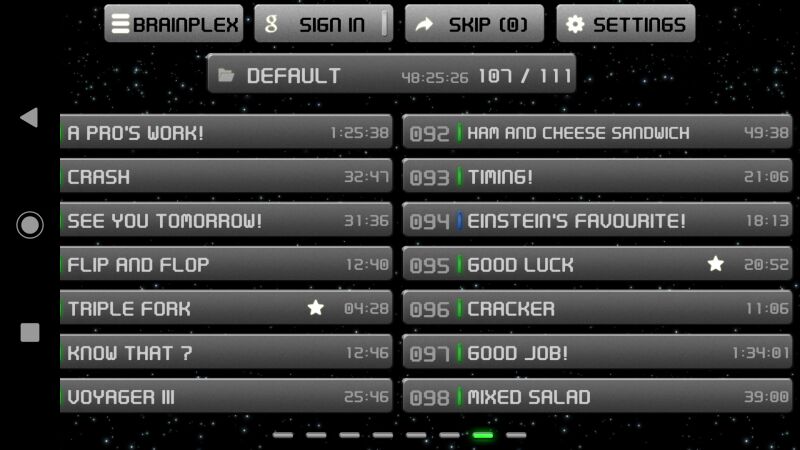 BRAINPLEX
g SIGN IN
SKIP (0)
SETTINGS
DEFAULT 48:25:26 107 / 111
A PRO'S WORK! 1:25:38
CRASH 32:47
SEE YOU TOMORROW! 31:36
FLIP AND FLOP 12:40
TRIPLE FORK 04:28
KNOW THAT ? 12:46
VOYAGER III 25:46
092 HAM AND CHEESE SANDWICH 49:38
093 TIMING! 21:06
094 EINSTEIN'S FAVOURITE! 18:13
095 GOOD LUCK 20:52
096 CRACKER 11:06
097 GOOD JOB! 1:34:01
098 MIXED SALAD 39:00